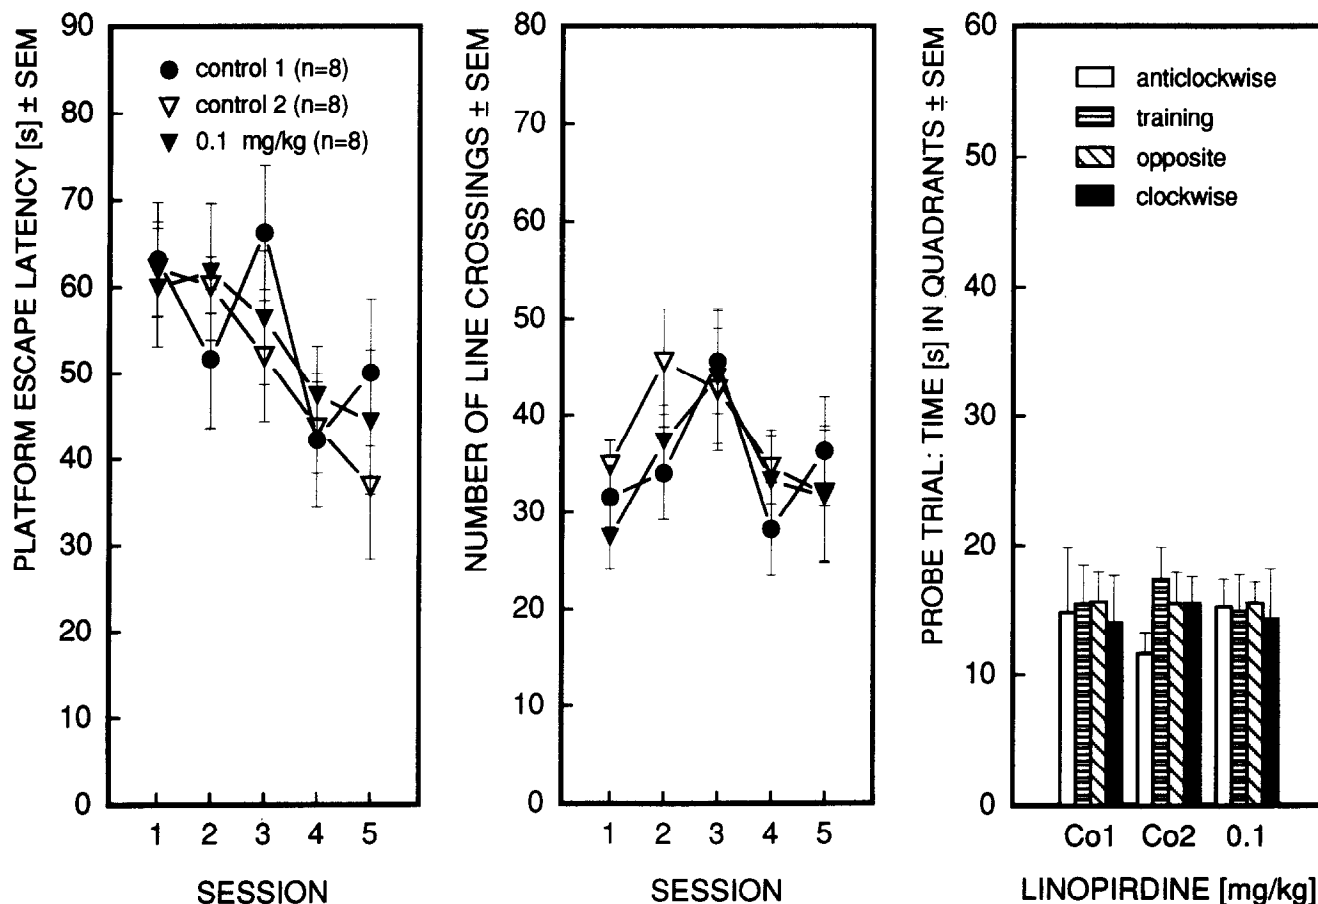 PLATFORM ESCAPE LATENCY [s] ± SEM
90
80
70
60
50
40
30
20
10
0
control 1 (n=8)
control 2 (n=8)
0.1 mg/kg (n=8)
1 2 3 4 5
SESSION
NUMBER OF LINE CROSSINGS ± SEM
80
70
60
50
40
30
20
10
0
1 2 3 4 5
SESSION
PROBE TRIAL: TIME [s] IN QUADRANTS ± SEM
60
50
40
30
20
10
0
anticlockwise
training
opposite
clockwise
Co1 Co2 0.1
LINOPIRDINE [mg/kg]